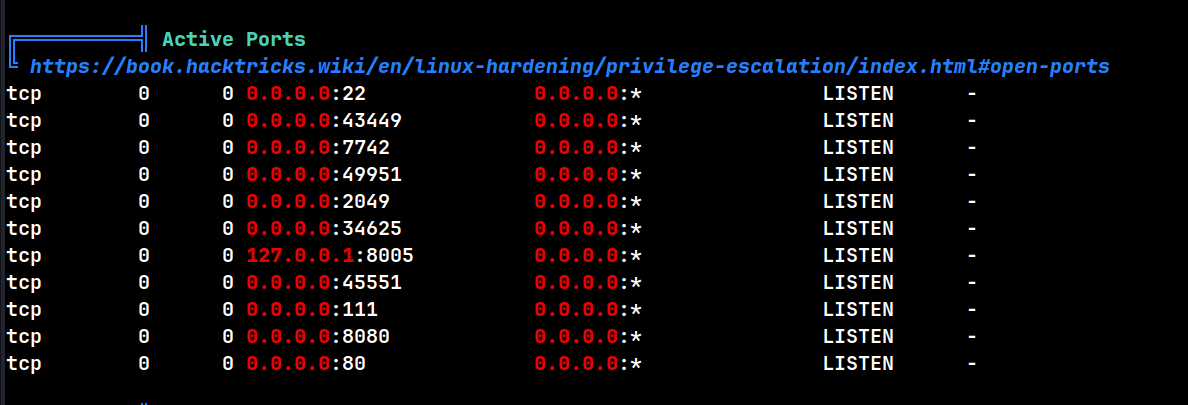 Active Ports
https://book.hacktricks.wiki/en/linux-hardening/privilege-escalation/index.html#open-ports
tcp        0      0 0.0.0.0:22              0.0.0.0:*               LISTEN      -
tcp        0      0 0.0.0.0:43449           0.0.0.0:*               LISTEN      -
tcp        0      0 0.0.0.0:7742            0.0.0.0:*               LISTEN      -
tcp        0      0 0.0.0.0:49951           0.0.0.0:*               LISTEN      -
tcp        0      0 0.0.0.0:2049            0.0.0.0:*               LISTEN      -
tcp        0      0 0.0.0.0:34625           0.0.0.0:*               LISTEN      -
tcp        0      0 127.0.0.1:8005          0.0.0.0:*               LISTEN      -
tcp        0      0 0.0.0.0:45551           0.0.0.0:*               LISTEN      -
tcp        0      0 0.0.0.0:111             0.0.0.0:*               LISTEN      -
tcp        0      0 0.0.0.0:8080            0.0.0.0:*               LISTEN      -
tcp        0      0 0.0.0.0:80              0.0.0.0:*               LISTEN      -